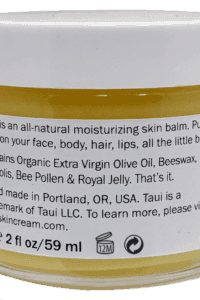 is an all-natural moisturizing skin balm. Pu
on your face, body, hair, lips, all the little b
ains Organic Extra Virgin Olive Oil, Beeswax,
olis, Bee Pollen & Royal Jelly. That's it.
d made in Portland, OR, USA. Taui is a
emark of Taui LLC. To learn more, please vi
skincream.com.
e 2 fl oz/59 ml 12M